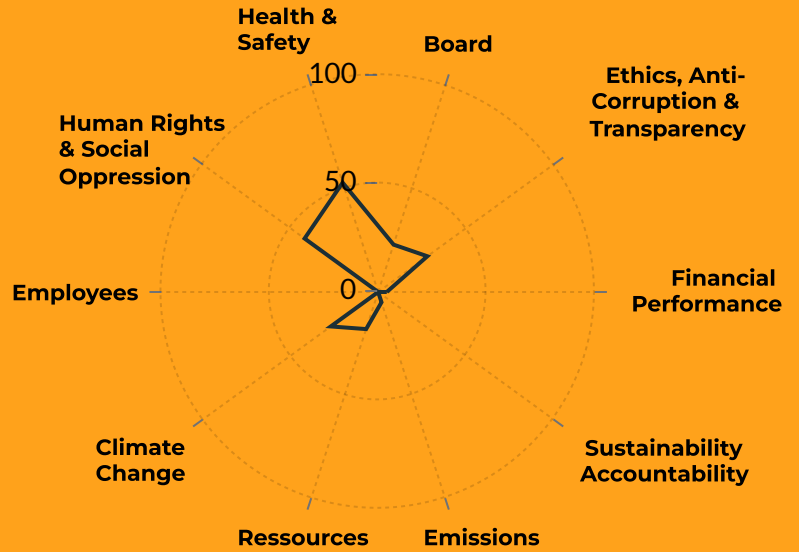 Health &
Safety
Board
100
Ethics, Anti-
Corruption &
Transparency
Human Rights
& Social
Oppression
50
Employees
0
Financial
Performance
Climate
Change
Sustainability
Accountability
Ressources
Emissions